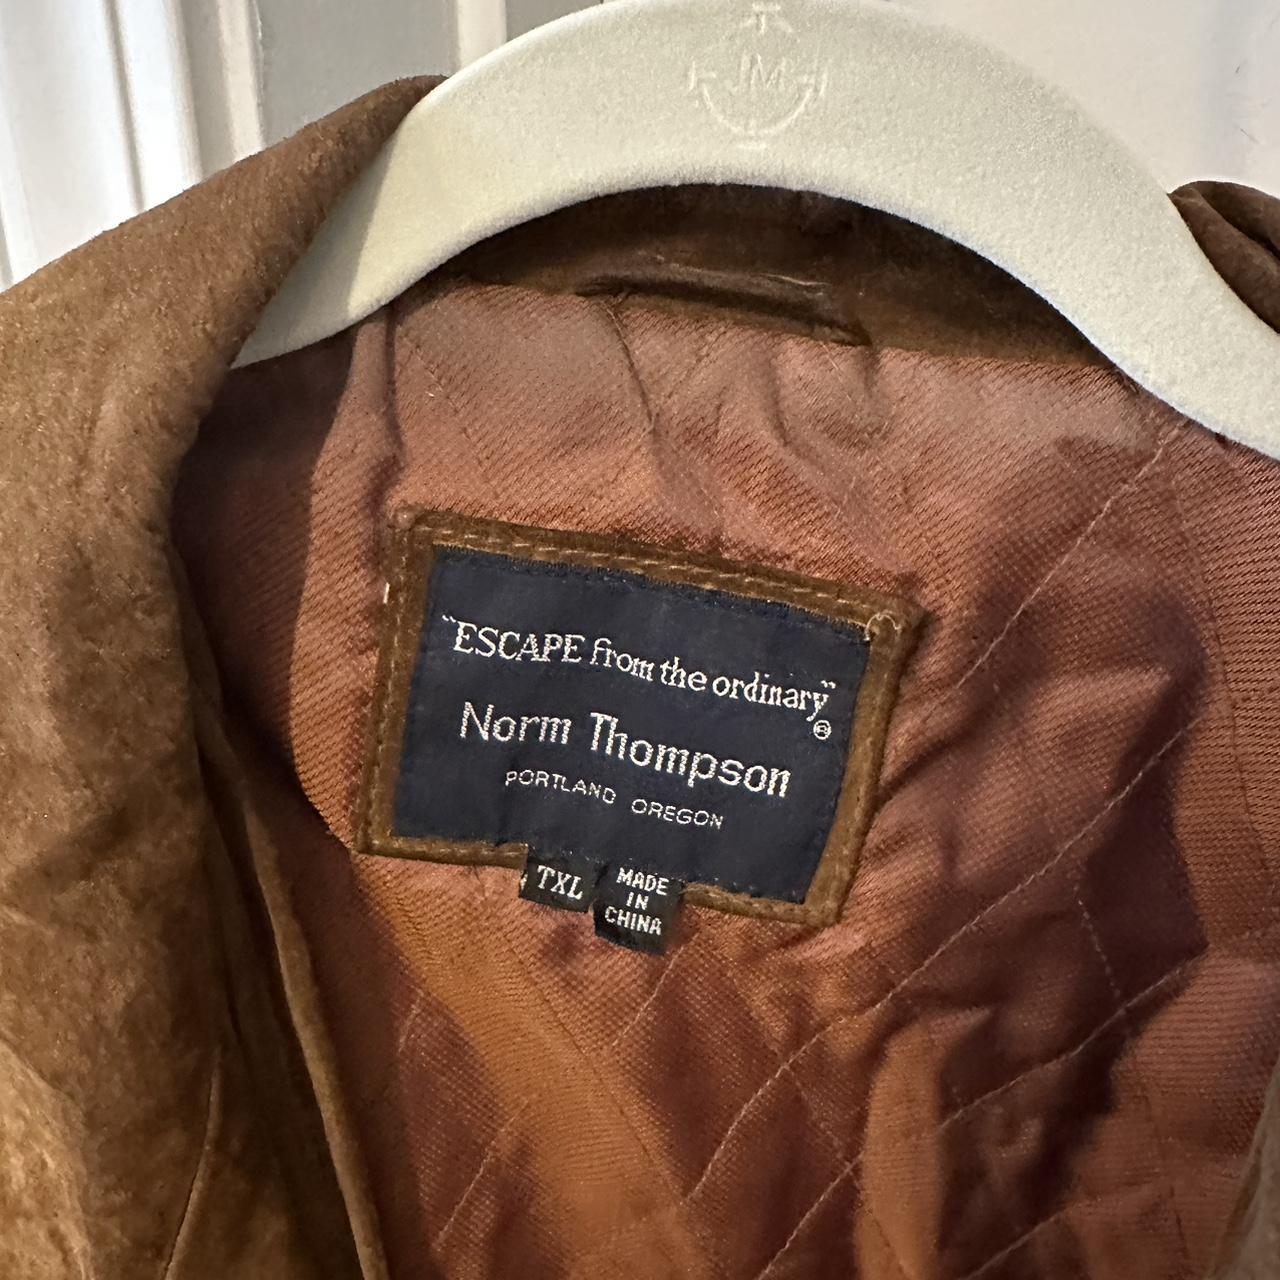 JM
“ESCAPE from the ordinary”
®
Norm Thompson
PORTLAND OREGON
TXL
MADE
IN
CHINA